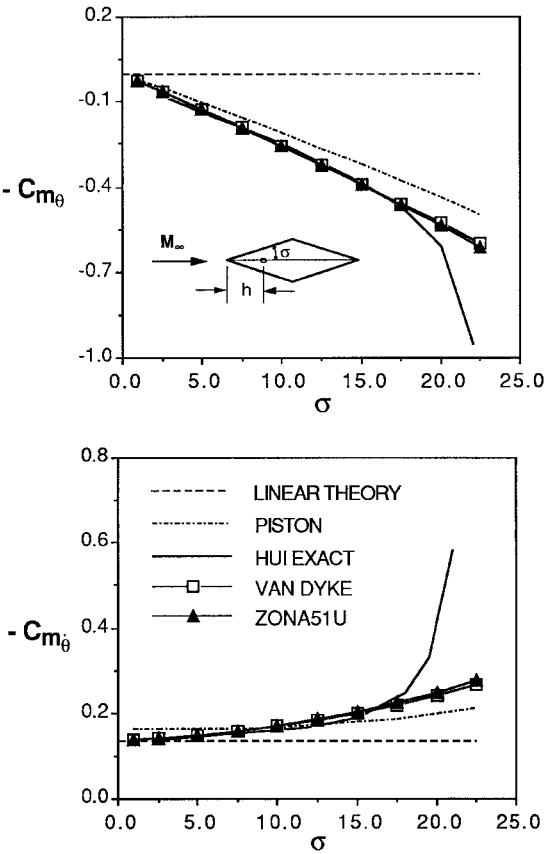 0.2
-0.1
-0.4
-0.7
-1.0
- Cmθ
M∞
σ
h
0.0 5.0 10.0 15.0 20.0 25.0
σ
0.8
0.6
0.4
0.2
0.0
- Cmθ̇
LINEAR THEORY
PISTON
HUI EXACT
VAN DYKE
ZONA51U
0.0 5.0 10.0 15.0 20.0 25.0
σ